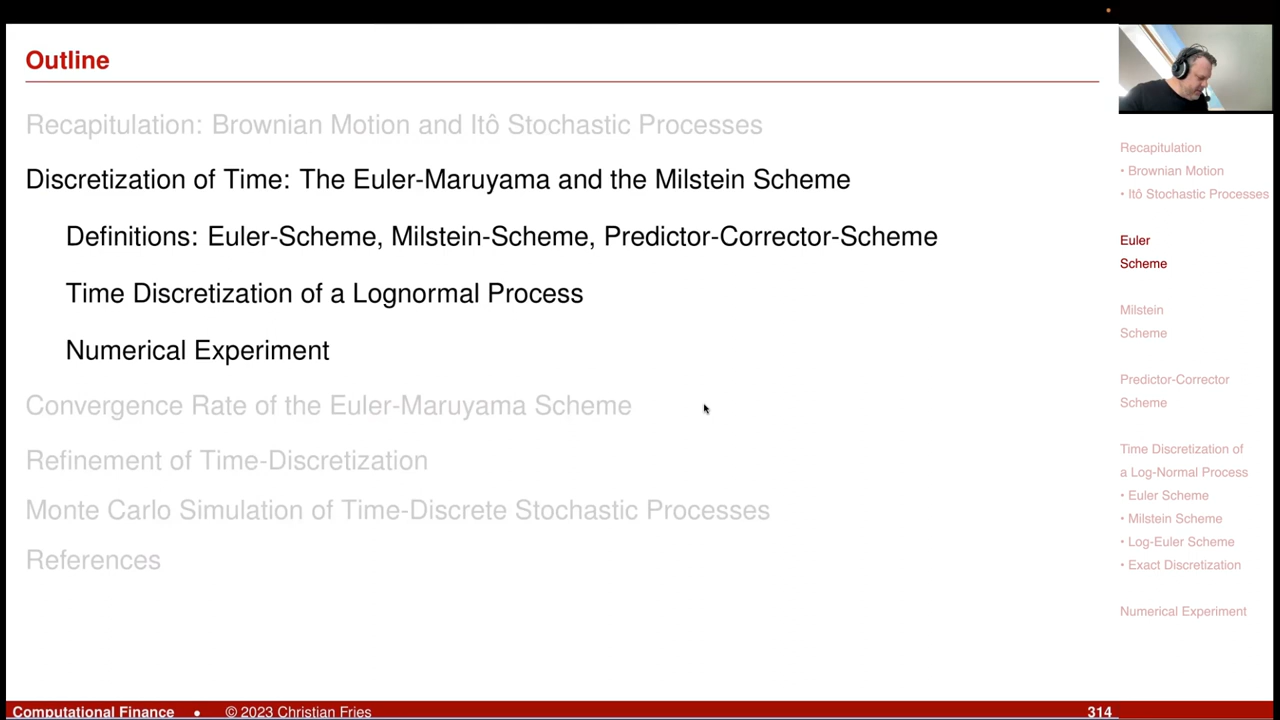 Outline
Recapitulation: Brownian Motion and Itô Stochastic Processes
Discretization of Time: The Euler-Maruyama and the Milstein Scheme
Definitions: Euler-Scheme, Milstein-Scheme, Predictor-Corrector-Scheme
Time Discretization of a Lognormal Process
Numerical Experiment
Convergence Rate of the Euler-Maruyama Scheme
Refinement of Time-Discretization
Monte Carlo Simulation of Time-Discrete Stochastic Processes
References
Recapitulation
• Brownian Motion
• Itô Stochastic Processes
Euler
Scheme
Milstein
Scheme
Predictor-Corrector
Scheme
Time Discretization of
a Log-Normal Process
• Euler Scheme
• Milstein Scheme
• Log-Euler Scheme
• Exact Discretization
Numerical Experiment
Computational Finance • © 2023 Christian Fries 314